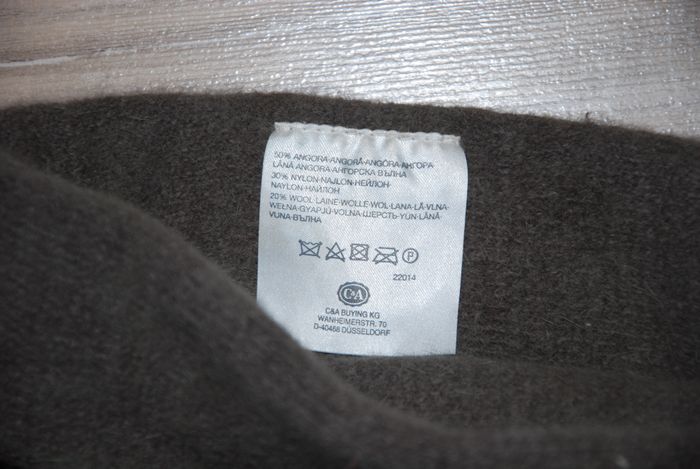 50% ANGORA-ANGORĂ-ANGÓRA-АНГОРА-
LÂNĂ ANGORA-АНГОРСКА ВЪЛНА
30% NYLON-NAJLON-НЕЙЛОН-
NAYLON-НАЙЛОН
20% WOOL-LAINE-WOLLE-WOL-LANA-LÃ-VLNA-
WEŁNA-GYAPJÚ-VOLNA-ШЕРСТЬ-YÜN-LÂNĂ
VUNA-ВЪЛНА
P
22014
C&A
C&A BUYING KG
WANHEIMERSTR. 70
D-40468 DÜSSELDORF